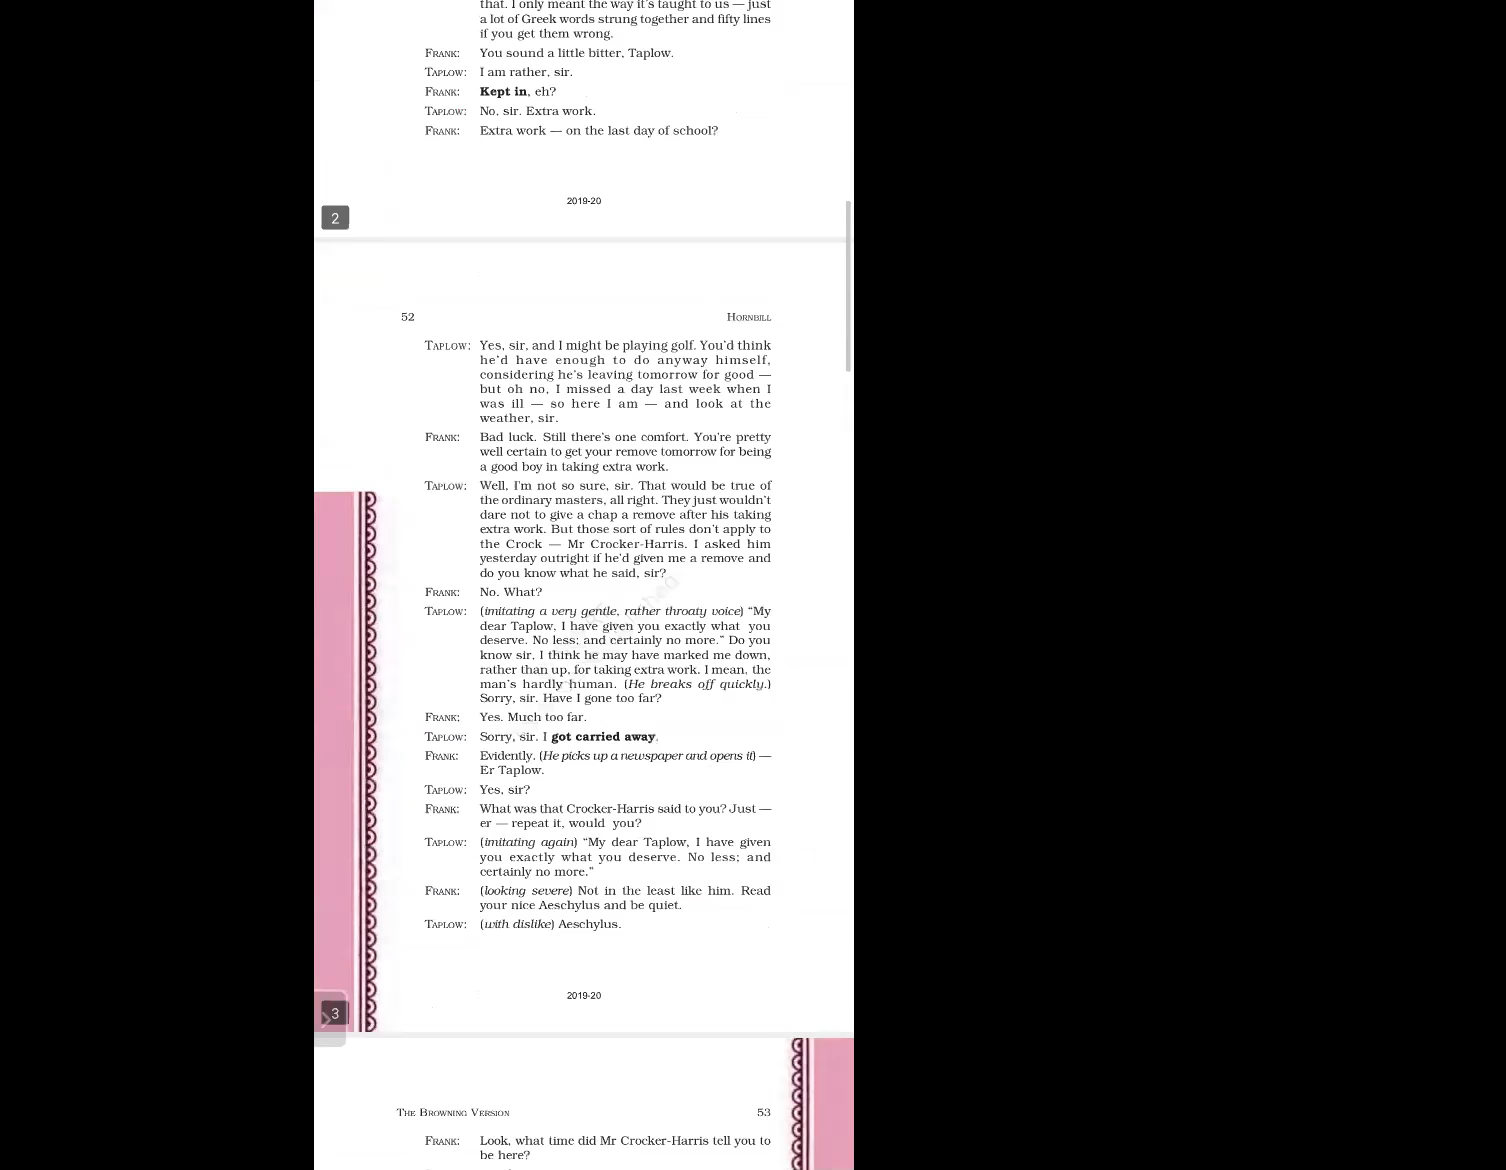 that. I only meant the way it's taught to us — just
a lot of Greek words strung together and fifty lines
if you get them wrong.
FRANK: You sound a little bitter, Taplow.
TAPLOW: I am rather, sir.
FRANK: Kept in, eh?
TAPLOW: No, sir. Extra work.
FRANK: Extra work — on the last day of school?
2019-20
2
52 HORNBILL
TAPLOW: Yes, sir, and I might be playing golf. You'd think
he'd have enough to do anyway himself,
considering he's leaving tomorrow for good —
but oh no, I missed a day last week when I
was ill — so here I am — and look at the
weather, sir.
FRANK: Bad luck. Still there's one comfort. You're pretty
well certain to get your remove tomorrow for being
a good boy in taking extra work.
TAPLOW: Well, I'm not so sure, sir. That would be true of
the ordinary masters, all right. They just wouldn't
dare not to give a chap a remove after his taking
extra work. But those sort of rules don't apply to
the Crock — Mr Crocker-Harris. I asked him
yesterday outright if he'd given me a remove and
do you know what he said, sir?
FRANK: No. What?
TAPLOW: (imitating a very gentle, rather throaty voice) “My
dear Taplow, I have given you exactly what you
deserve. No less; and certainly no more.” Do you
know sir, I think he may have marked me down,
rather than up, for taking extra work. I mean, the
man's hardly human. (He breaks off quickly.)
Sorry, sir. Have I gone too far?
FRANK: Yes. Much too far.
TAPLOW: Sorry, sir. I got carried away.
FRANK: Evidently. (He picks up a newspaper and opens it) —
Er Taplow.
TAPLOW: Yes, sir?
FRANK: What was that Crocker-Harris said to you? Just —
er — repeat it, would you?
TAPLOW: (imitating again) “My dear Taplow, I have given
you exactly what you deserve. No less; and
certainly no more.”
FRANK: (looking severe) Not in the least like him. Read
your nice Aeschylus and be quiet.
TAPLOW: (with dislike) Aeschylus.
2019-20
3
THE BROWNING VERSION 53
FRANK: Look, what time did Mr Crocker-Harris tell you to
be here?